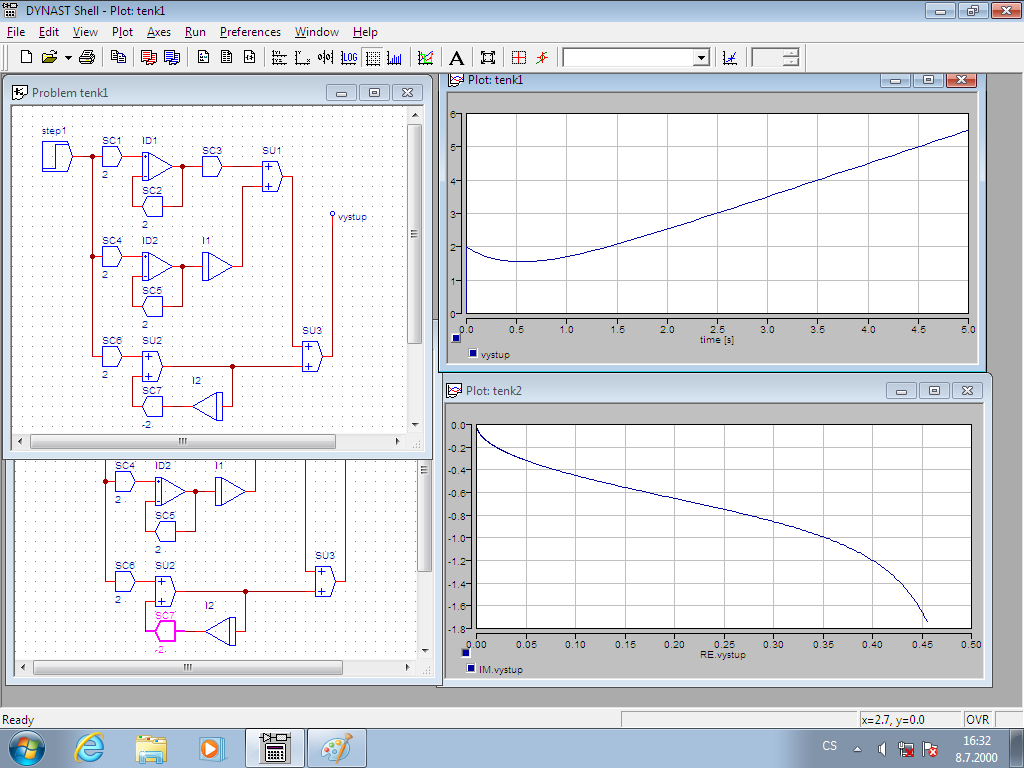 DYNAST Shell - Plot: tenk1
File Edit View Plot Axes Run Preferences Window Help
LOG A
Problem tenk1
step1
SC1 ID1 SC3 SU1
2
SC2
2
vystup
SC4 ID2 I1
2
SC5
2
SC6 SU2 SU3
2
SC7 I2
-2
SC4 ID2 I1
2
SC5
2
SC6 SU2 SU3
2
SC7 I2
-2
Plot: tenk1
6
5
4
3
2
1
0
0.0 0.5 1.0 1.5 2.0 2.5 3.0 3.5 4.0 4.5 5.0
time [s]
vystup
Plot: tenk2
0.0
-0.2
-0.4
-0.6
-0.8
-1.0
-1.2
-1.4
-1.6
-1.8
0.00 0.05 0.10 0.15 0.20 0.25 0.30 0.35 0.40 0.45 0.50
RE.vystup
IM.vystup
Ready x=2.7, y=0.0 OVR
CS 16:32
8.7.2000